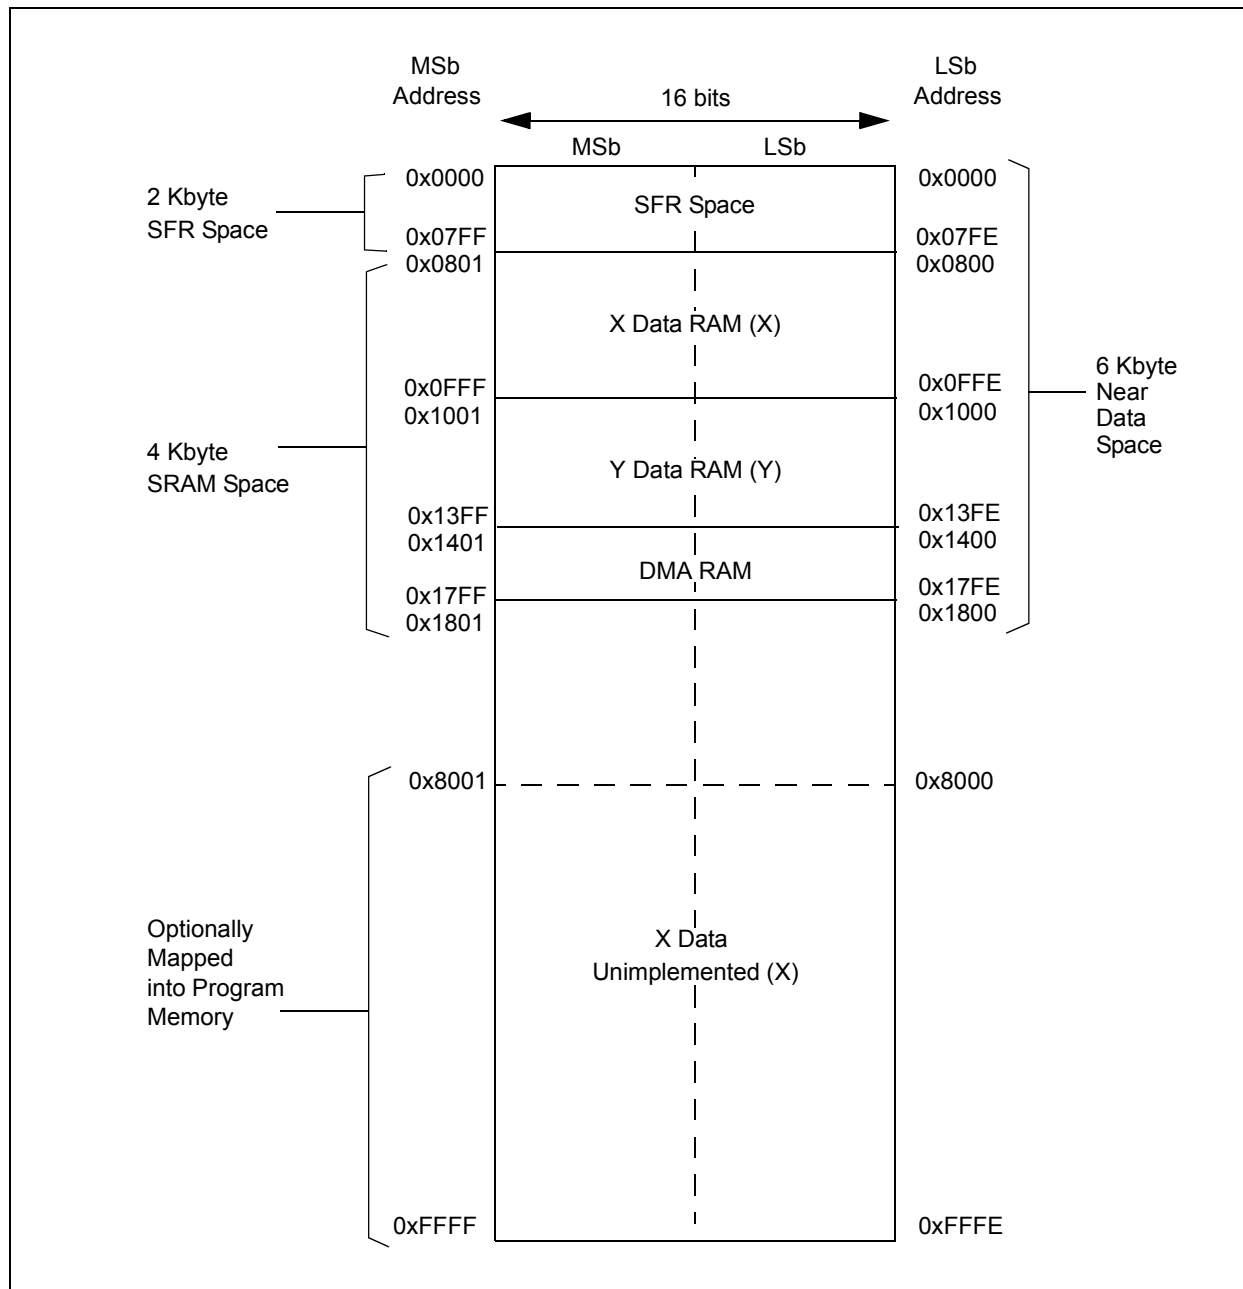 MSb
Address
LSb
Address
16 bits
MSb
LSb
0x0000
0x0000
2 Kbyte
SFR Space
SFR Space
0x07FF
0x07FE
0x0801
0x0800
X Data RAM (X)
6 Kbyte
Near
Data
Space
0x0FFF
0x0FFE
0x1001
0x1000
4 Kbyte
SRAM Space
Y Data RAM (Y)
0x13FF
0x13FE
0x1401
0x1400
DMA RAM
0x17FF
0x17FE
0x1801
0x1800
0x8001
0x8000
Optionally
Mapped
into Program
Memory
X Data
Unimplemented (X)
0xFFFF
0xFFFE